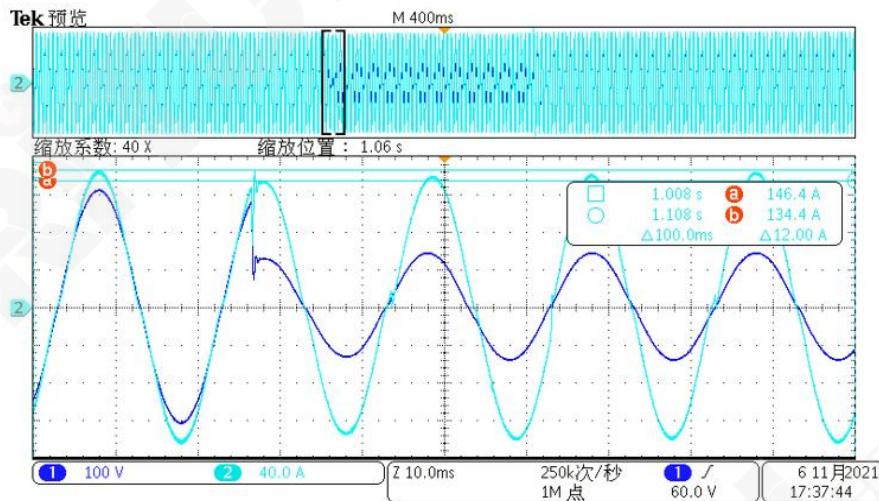 Tek 预览
M 400ms
2
缩放系数: 40 X
缩放位置: 1.06 s
b
a
1.008 s
a
146.4 A
1.108 s
b
134.4 A
△100.0ms
△12.00 A
2
1
100 V
2
40.0 A
Z 10.0ms
250k次/秒
1M 点
1
60.0 V
6 11月2021
17:37:44